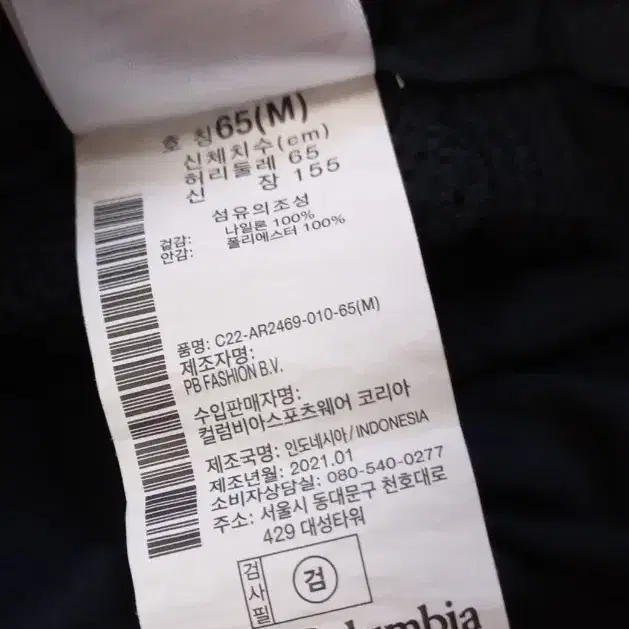 호 칭 65(M)
신체치수(cm)
허리둘레 65
신 장 155
섬유의조성
겉감: 나일론 100%
안감: 폴리에스터 100%
품명: C22-AR2469-010-65(M)
제조자명:
PB FASHION B.V.
수입판매자명:
컬럼비아스포츠웨어 코리아
제조국명: 인도네시아/ INDONESIA
제조년월: 2021.01
소비자상담실: 080-540-0277
주소: 서울시 동대문구 천호대로
429 대성타워
검사필
검
Columbia